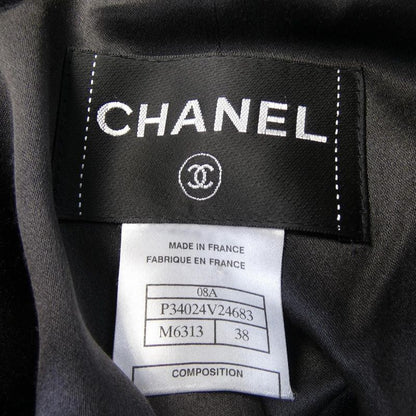 CHANEL
MADE IN FRANCE
FABRIQUE EN FRANCE
08A
P34024V24683
M6313 38
COMPOSITION